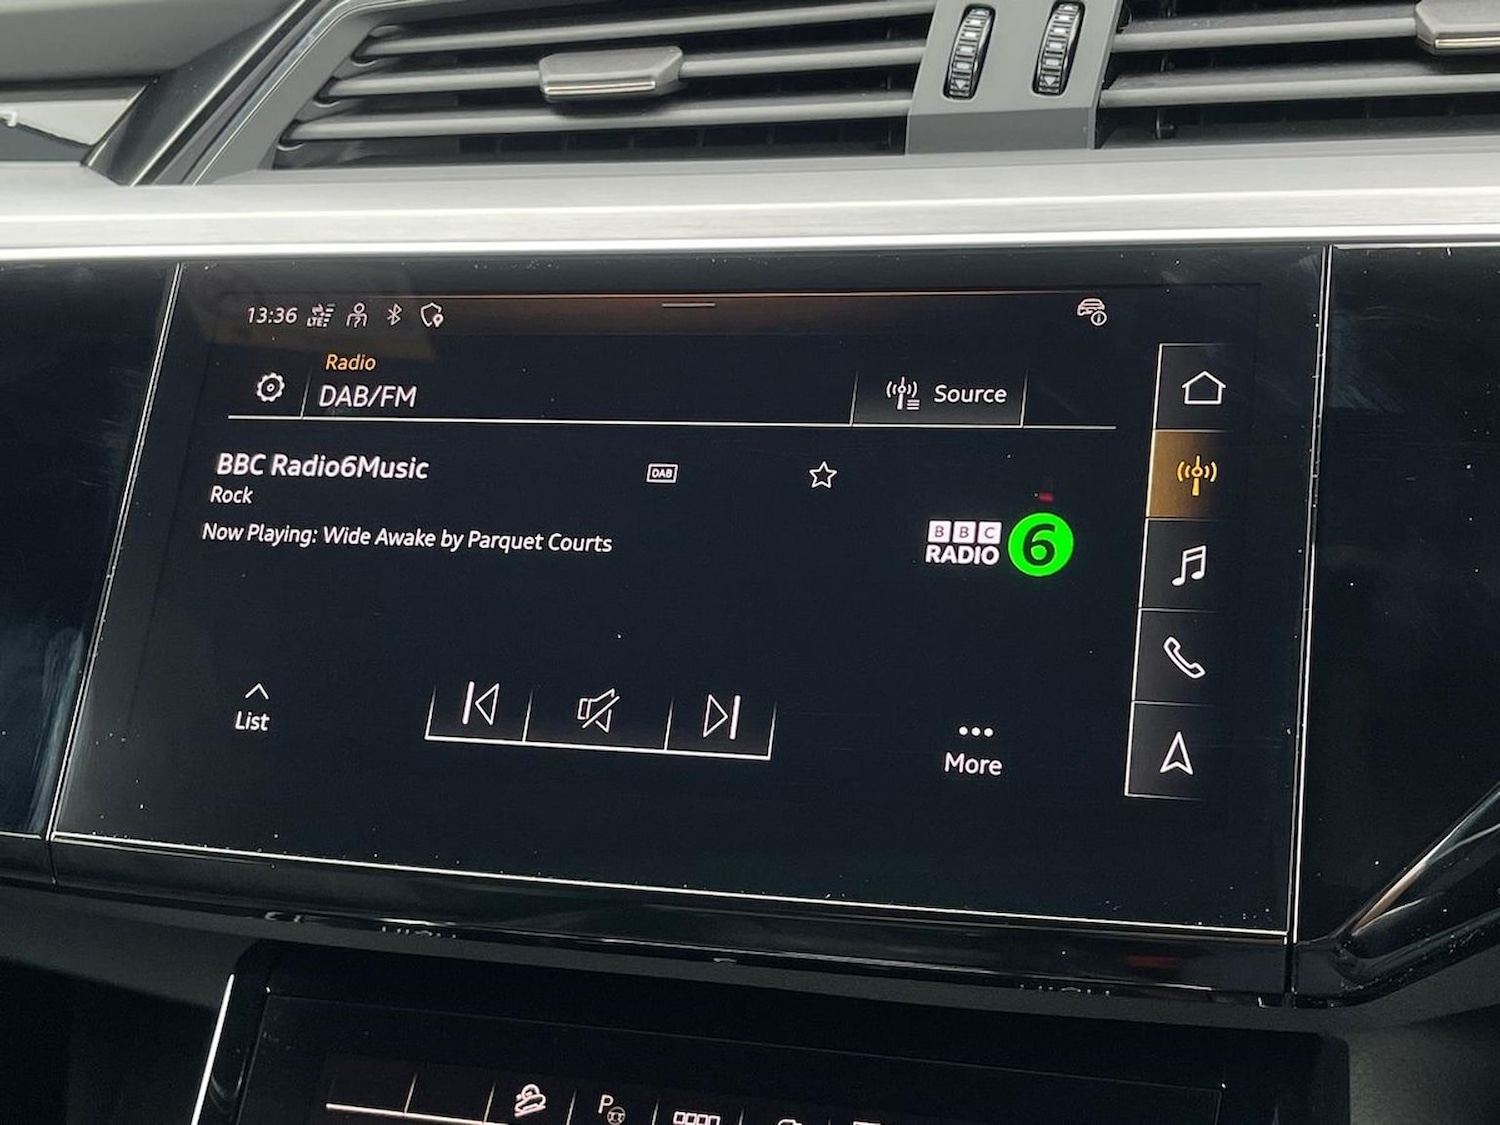 13:36 LTE
Radio
DAB/FM
Source
BBC Radio6Music
DAB
Rock
Now Playing: Wide Awake by Parquet Courts
BBC
RADIO 6
List
More
P